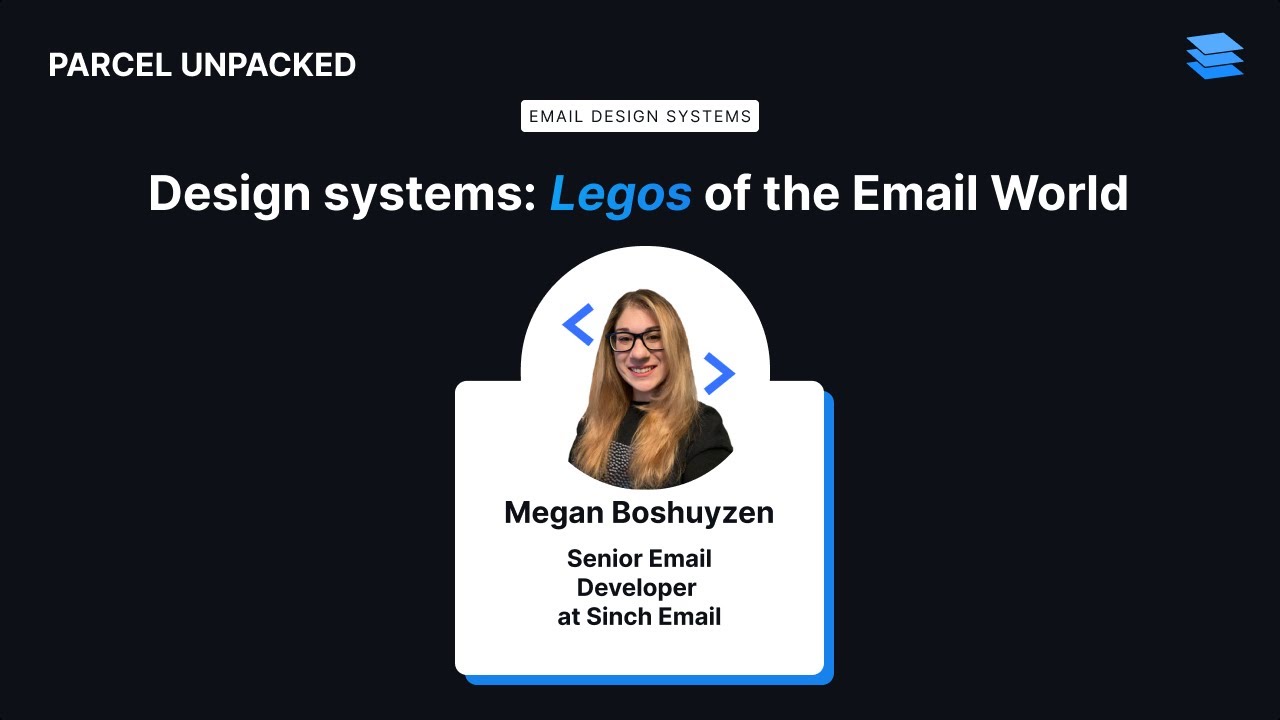 PARCEL UNPACKED
EMAIL DESIGN SYSTEMS
Design systems: Legos of the Email World
Megan Boshuyzen
Senior Email
Developer
at Sinch Email